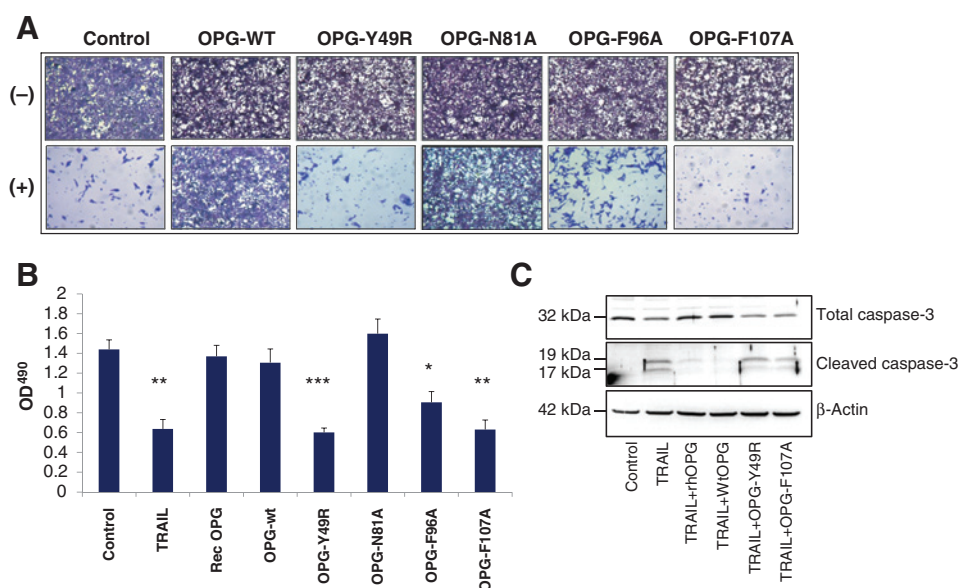 A
Control OPG-WT OPG-Y49R OPG-N81A OPG-F96A OPG-F107A
(–)
(+)
B
2
1.8
1.6
1.4
1.2
1
0.8
0.6
0.4
0.2
0
OD490
** *** * **
Control TRAIL Rec OPG OPG-wt OPG-Y49R OPG-N81A OPG-F96A OPG-F107A
C
32 kDa Total caspase-3
19 kDa Cleaved caspase-3
17 kDa
42 kDa β-Actin
Control TRAIL TRAIL+rhOPG TRAIL+WtOPG TRAIL+OPG-Y49R TRAIL+OPG-F107A